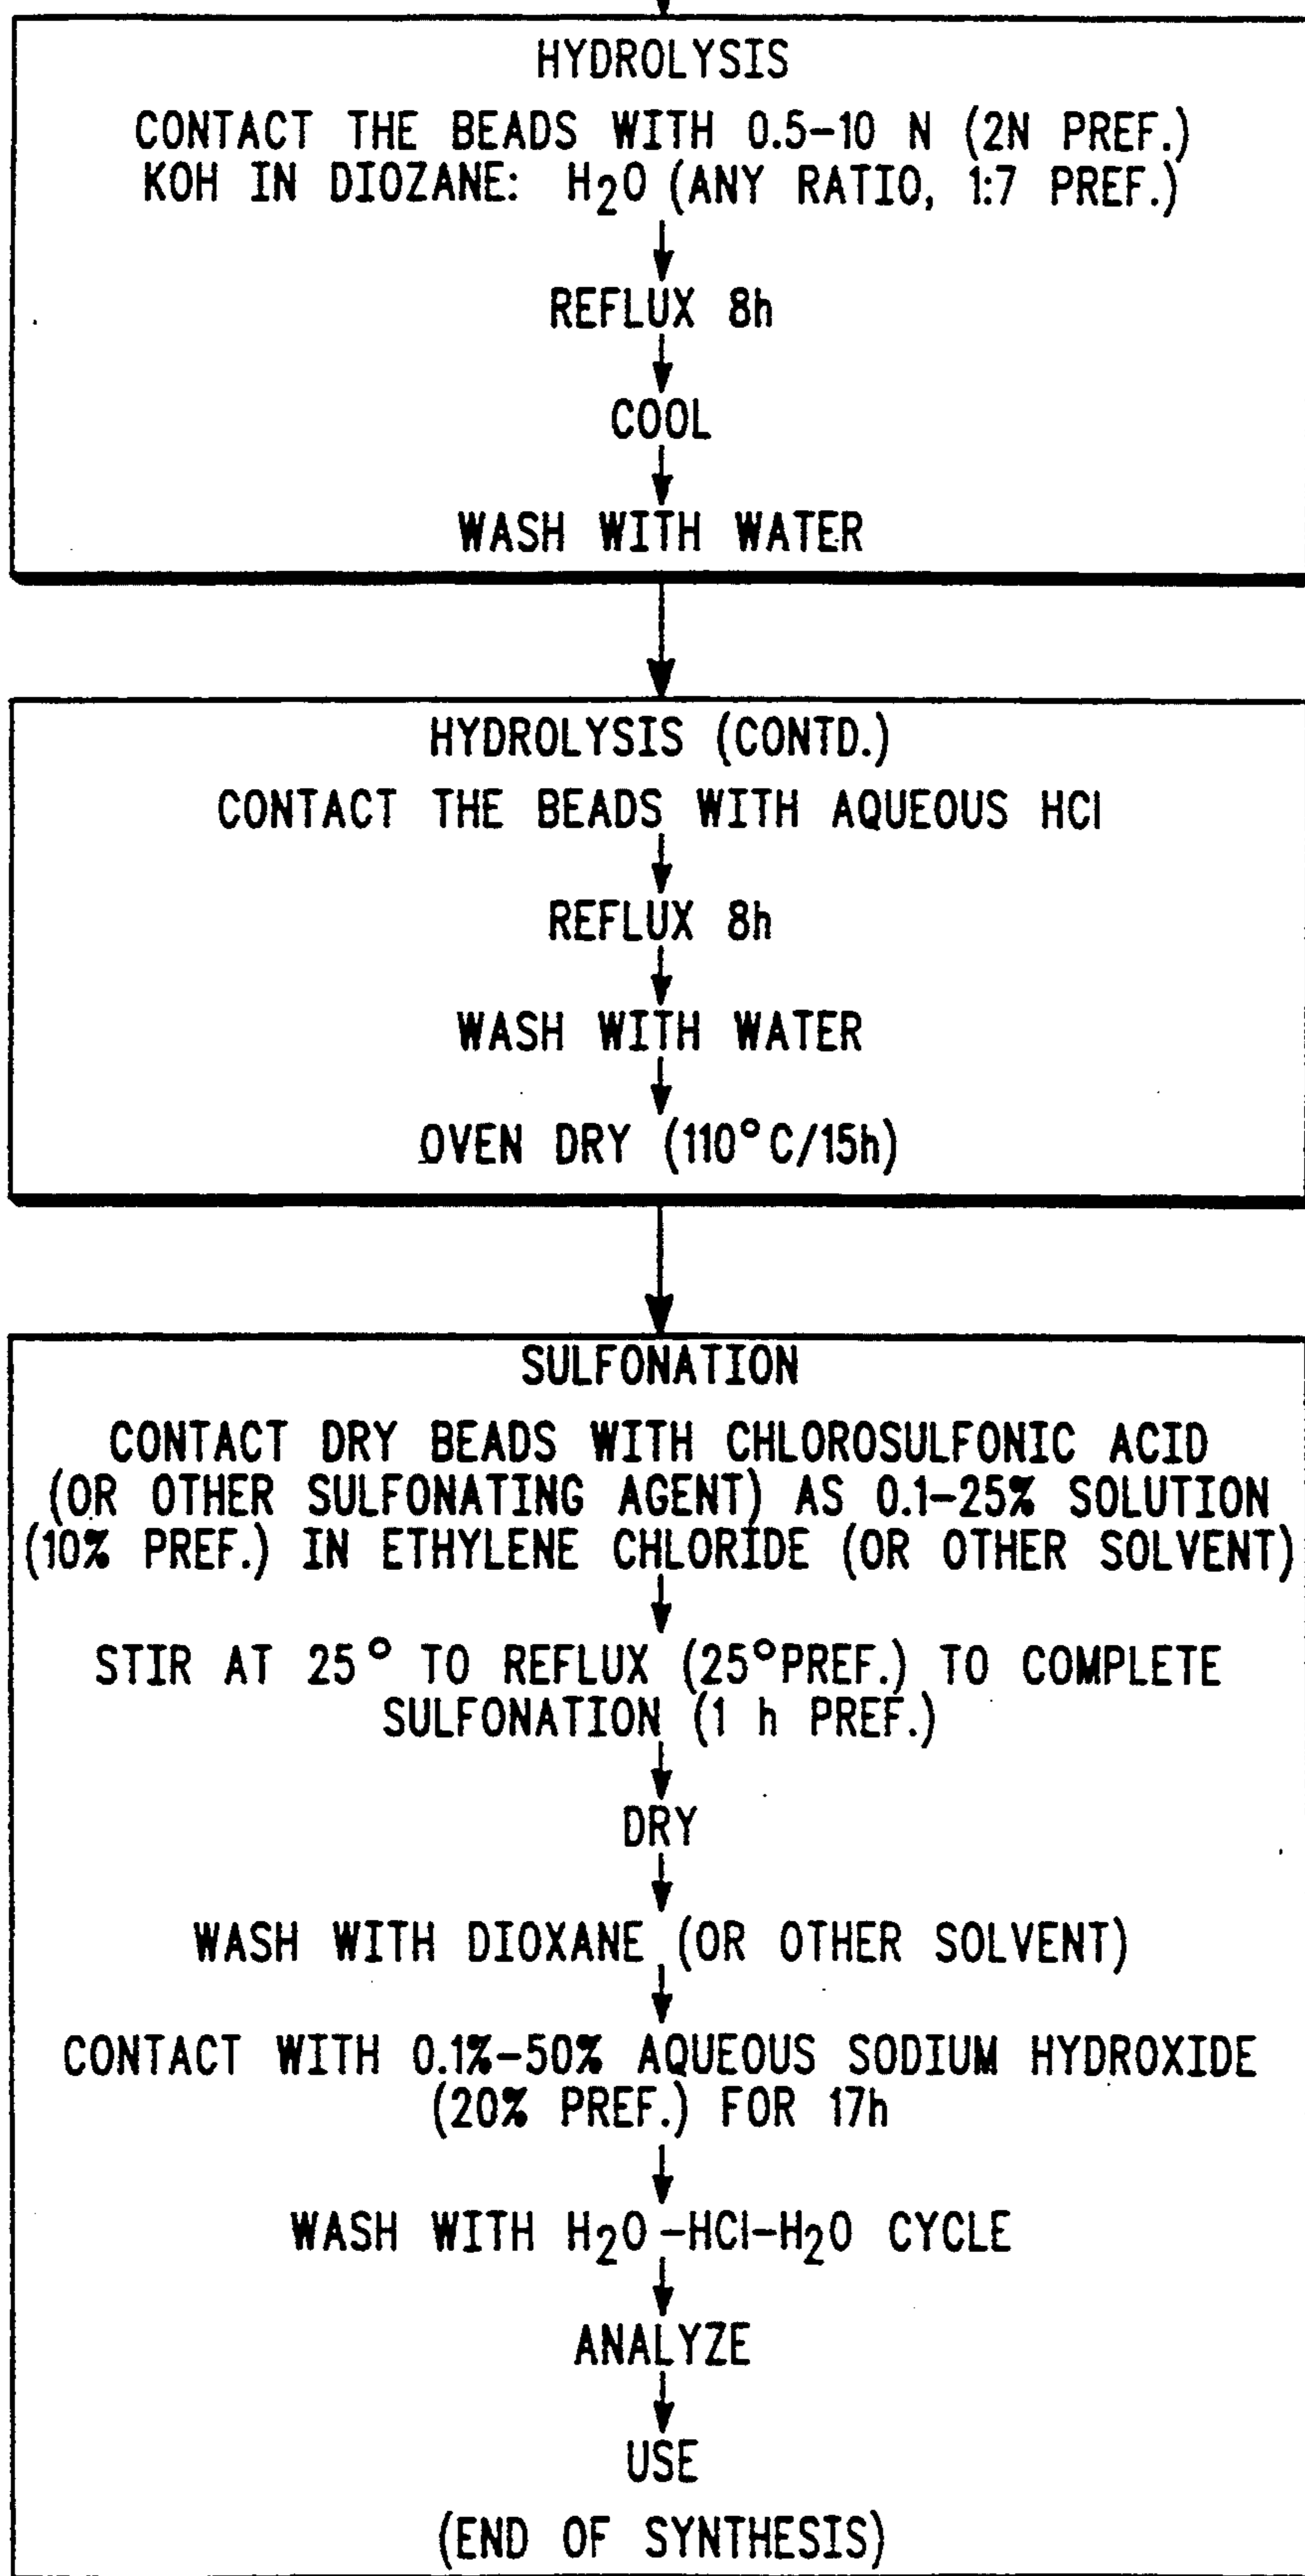 HYDROLYSIS
CONTACT THE BEADS WITH 0.5-10 N (2N PREF.)
KOH IN DIOZANE: H₂O (ANY RATIO, 1:7 PREF.)
REFLUX 8h
COOL
WASH WITH WATER
HYDROLYSIS (CONTD.)
CONTACT THE BEADS WITH AQUEOUS HCl
REFLUX 8h
WASH WITH WATER
OVEN DRY (110°C/15h)
SULFONATION
CONTACT DRY BEADS WITH CHLOROSULFONIC ACID
(OR OTHER SULFONATING AGENT) AS 0.1-25% SOLUTION
(10% PREF.) IN ETHYLENE CHLORIDE (OR OTHER SOLVENT)
STIR AT 25° TO REFLUX (25°PREF.) TO COMPLETE
SULFONATION (1 h PREF.)
DRY
WASH WITH DIOXANE (OR OTHER SOLVENT)
CONTACT WITH 0.1%-50% AQUEOUS SODIUM HYDROXIDE
(20% PREF.) FOR 17h
WASH WITH H₂O-HCl-H₂O CYCLE
ANALYZE
USE
(END OF SYNTHESIS)